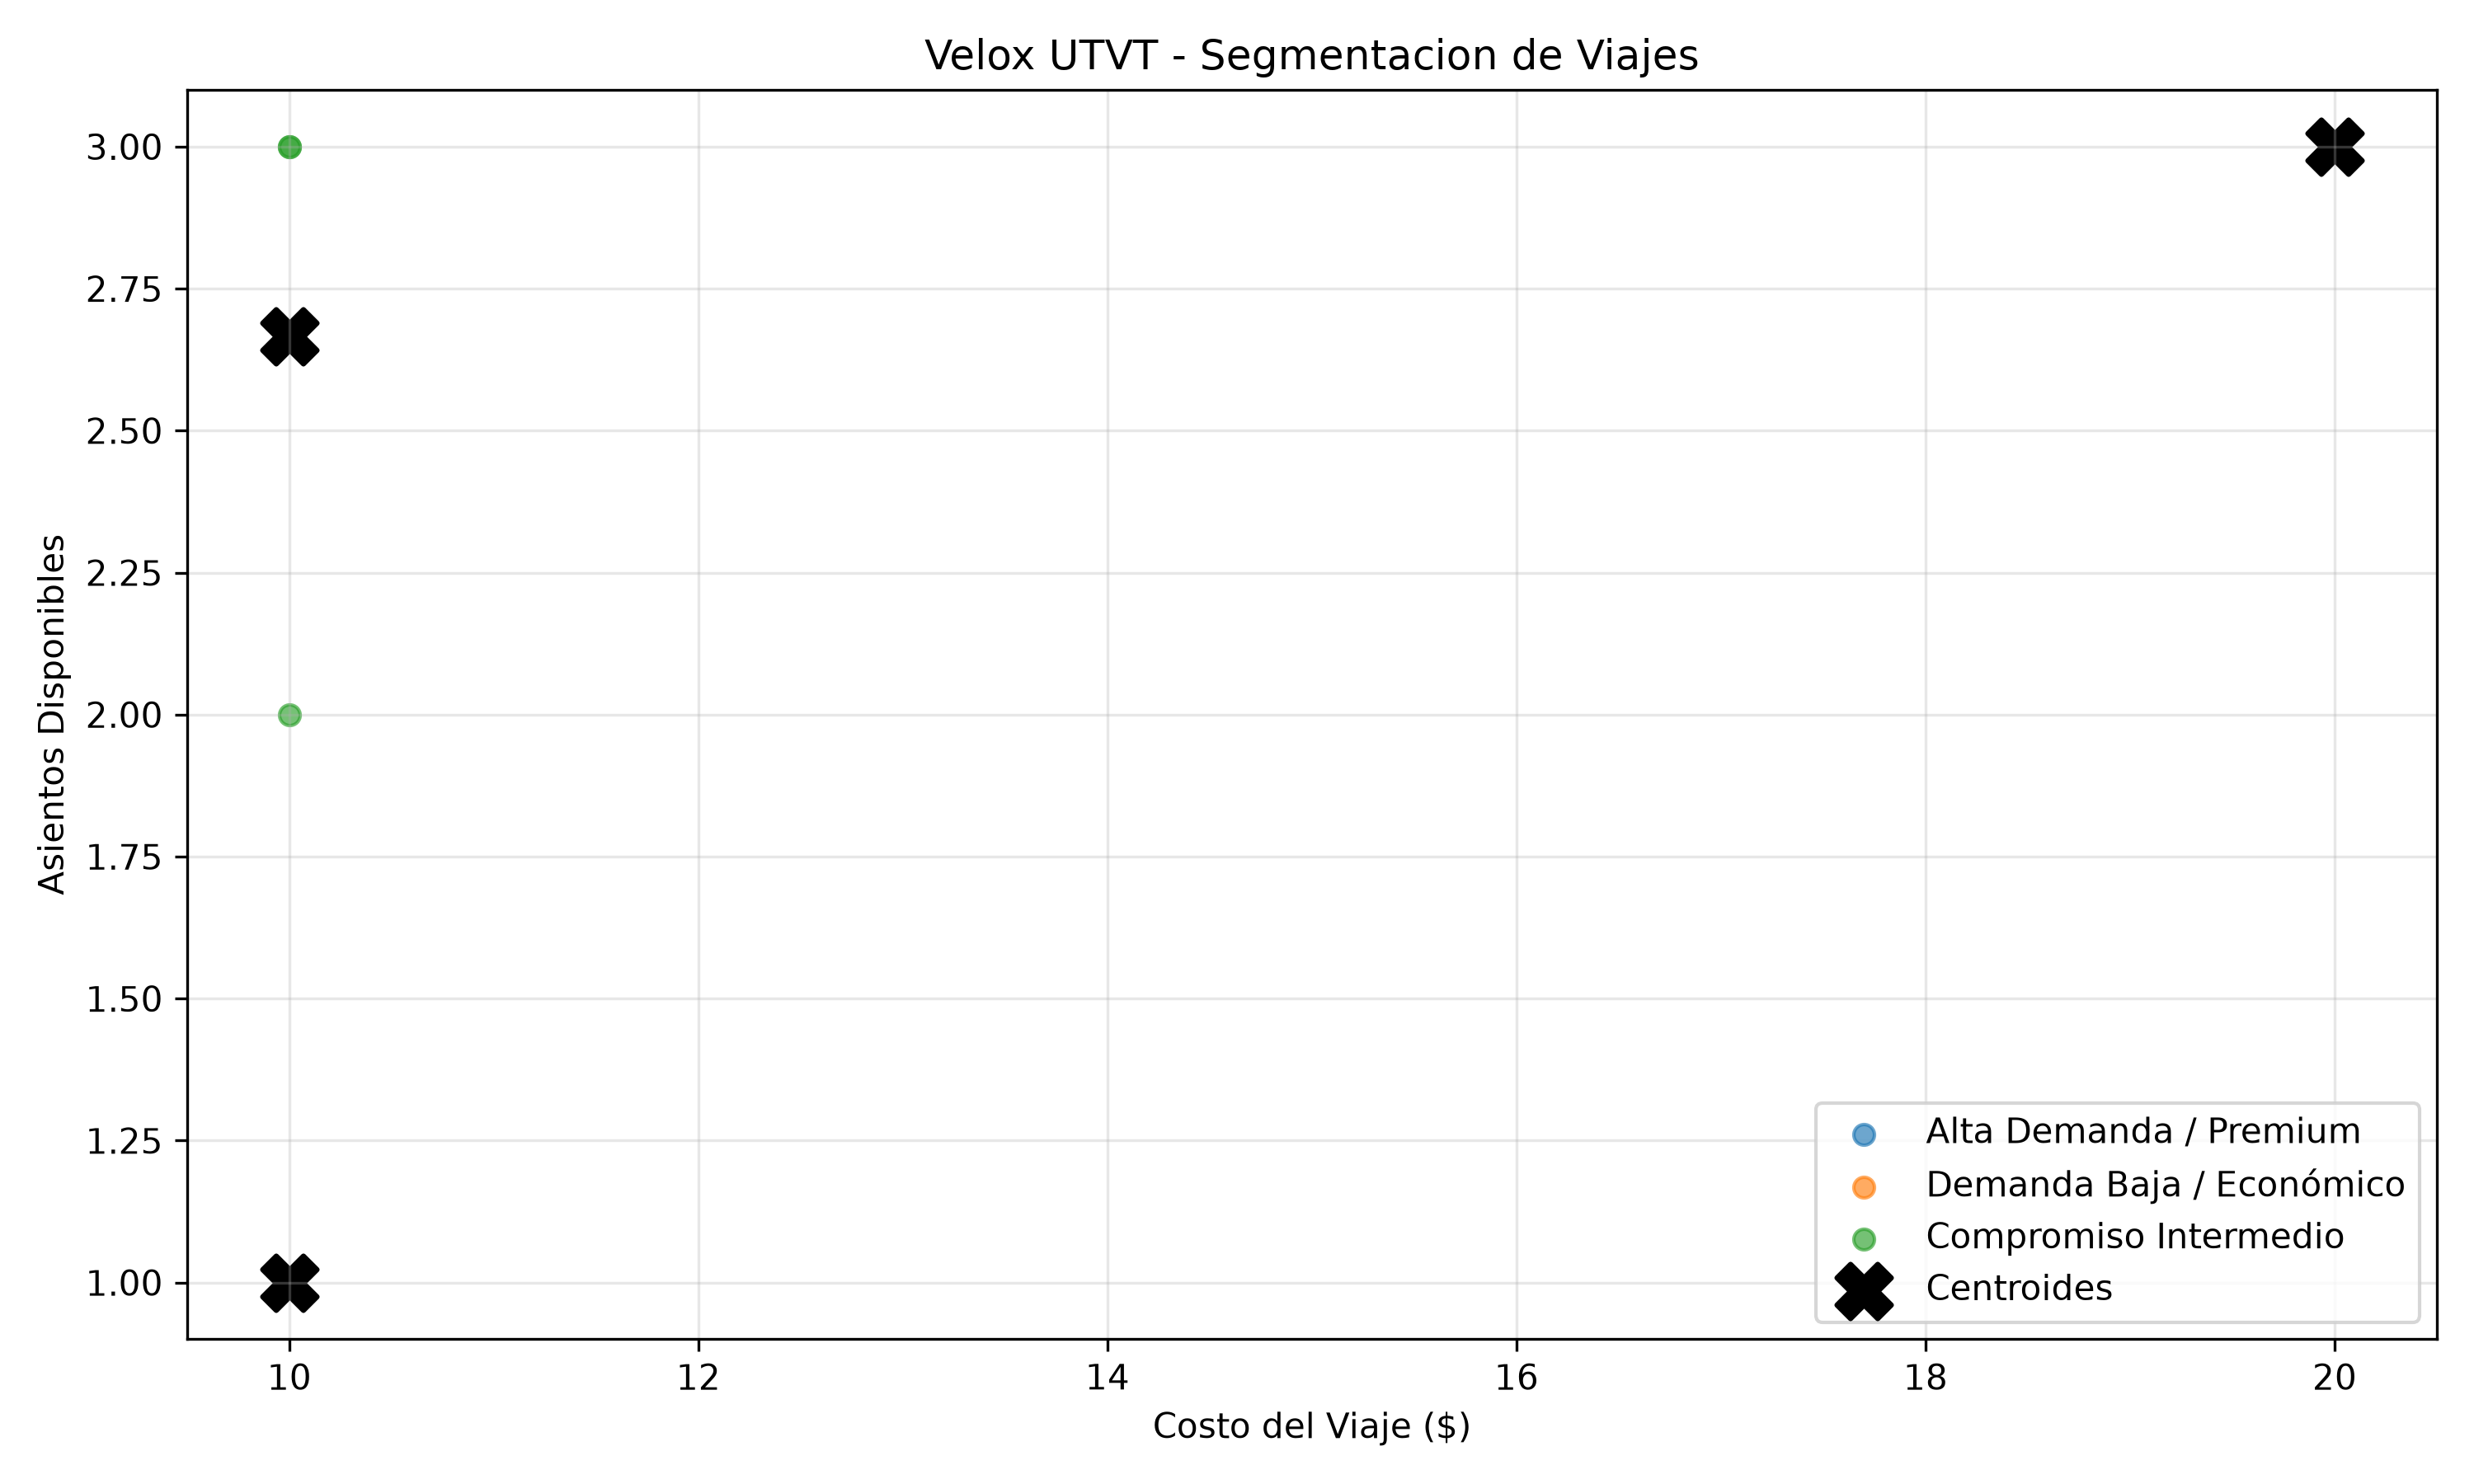 Velox UTVT - Segmentacion de Viajes
3.00
2.75
2.50
2.25
2.00
1.75
1.50
1.25
1.00
Asientos Disponibles
10 12 14 16 18 20
Costo del Viaje ($)
Alta Demanda / Premium
Demanda Baja / Económico
Compromiso Intermedio
Centroides